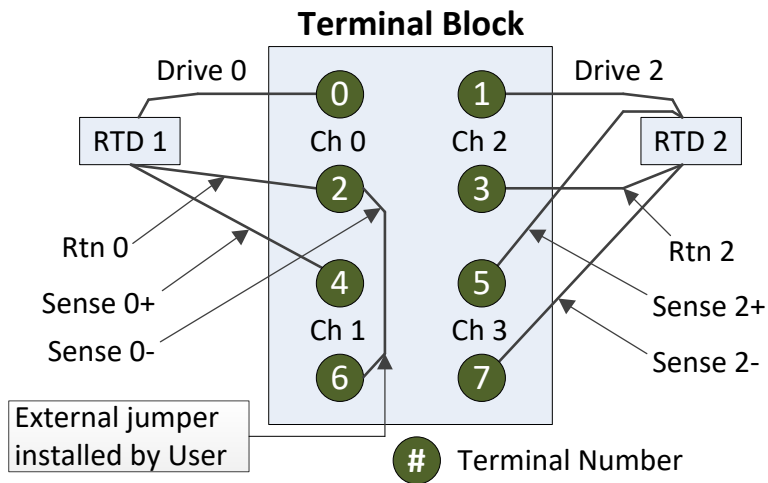 Terminal Block
Drive 0
Drive 2
0
1
RTD 1
Ch 0
Ch 2
RTD 2
2
3
Rtn 0
Rtn 2
4
5
Sense 0+
Sense 2+
Ch 1
Ch 3
Sense 0-
Sense 2-
6
7
External jumper
installed by User
# Terminal Number